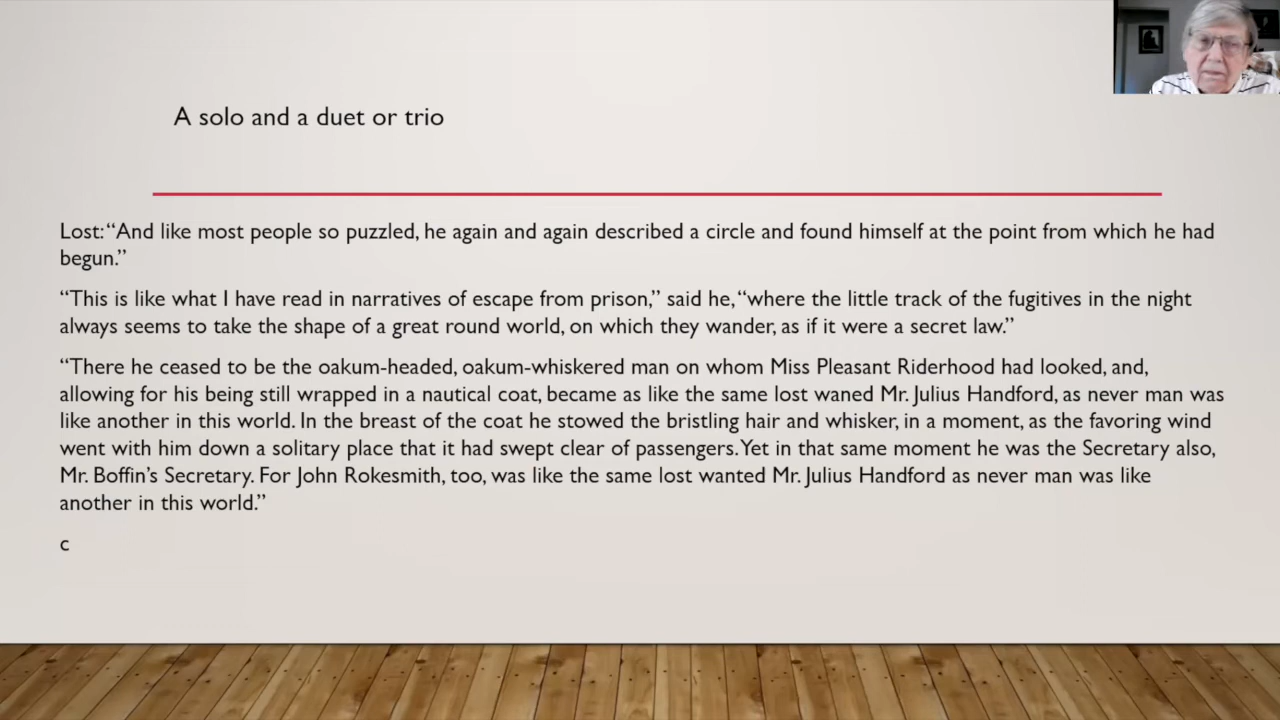 A solo and a duet or trio
Lost: “And like most people so puzzled, he again and again described a circle and found himself at the point from which he had
begun.”
“This is like what I have read in narratives of escape from prison,” said he, “where the little track of the fugitives in the night
always seems to take the shape of a great round world, on which they wander, as if it were a secret law.”
“There he ceased to be the oakum-headed, oakum-whiskered man on whom Miss Pleasant Riderhood had looked, and,
allowing for his being still wrapped in a nautical coat, became as like the same lost waned Mr. Julius Handford, as never man was
like another in this world. In the breast of the coat he stowed the bristling hair and whisker, in a moment, as the favoring wind
went with him down a solitary place that it had swept clear of passengers. Yet in that same moment he was the Secretary also,
Mr. Boffin’s Secretary. For John Rokesmith, too, was like the same lost wanted Mr. Julius Handford as never man was like
another in this world.”
c